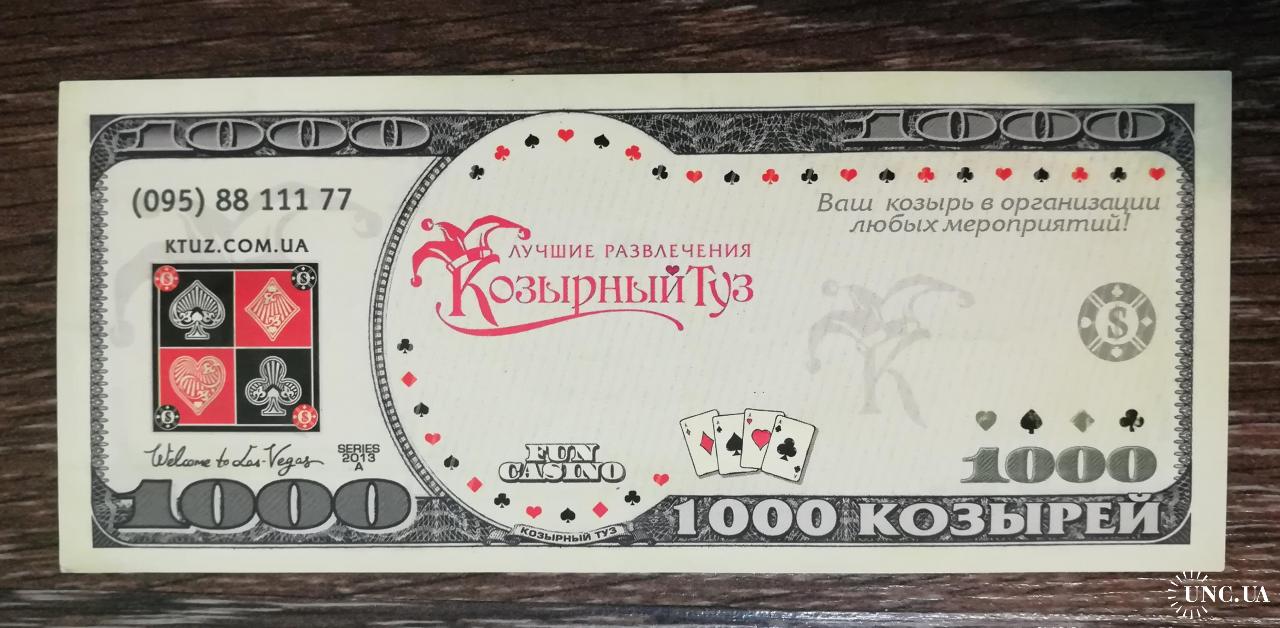 1000
1000
(095) 88 111 77
KTUZ.COM.UA
Ваш козырь в организации
любых мероприятий!
ЛУЧШИЕ РАЗВЛЕЧЕНИЯ
Козырный Туз
Welcome to Las-Vegas
SERIES
2013
A
FUN
CASINO
1000
1000
1000 КОЗЫРЕЙ
КОЗЫРНЫЙ ТУЗ
UNC.UA